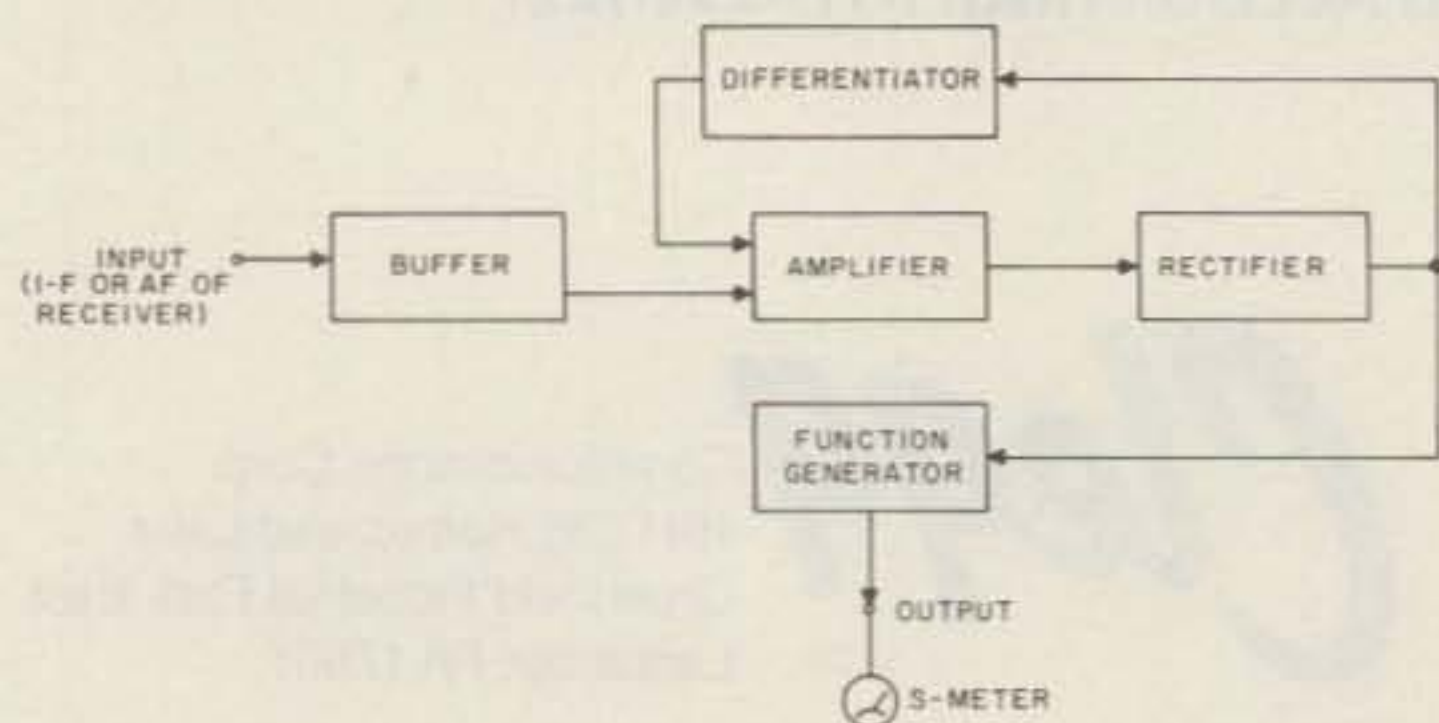 DIFFERENTIATOR
INPUT
(I-F OR AF OF
RECEIVER)
BUFFER
AMPLIFIER
RECTIFIER
FUNCTION
GENERATOR
OUTPUT
S-METER